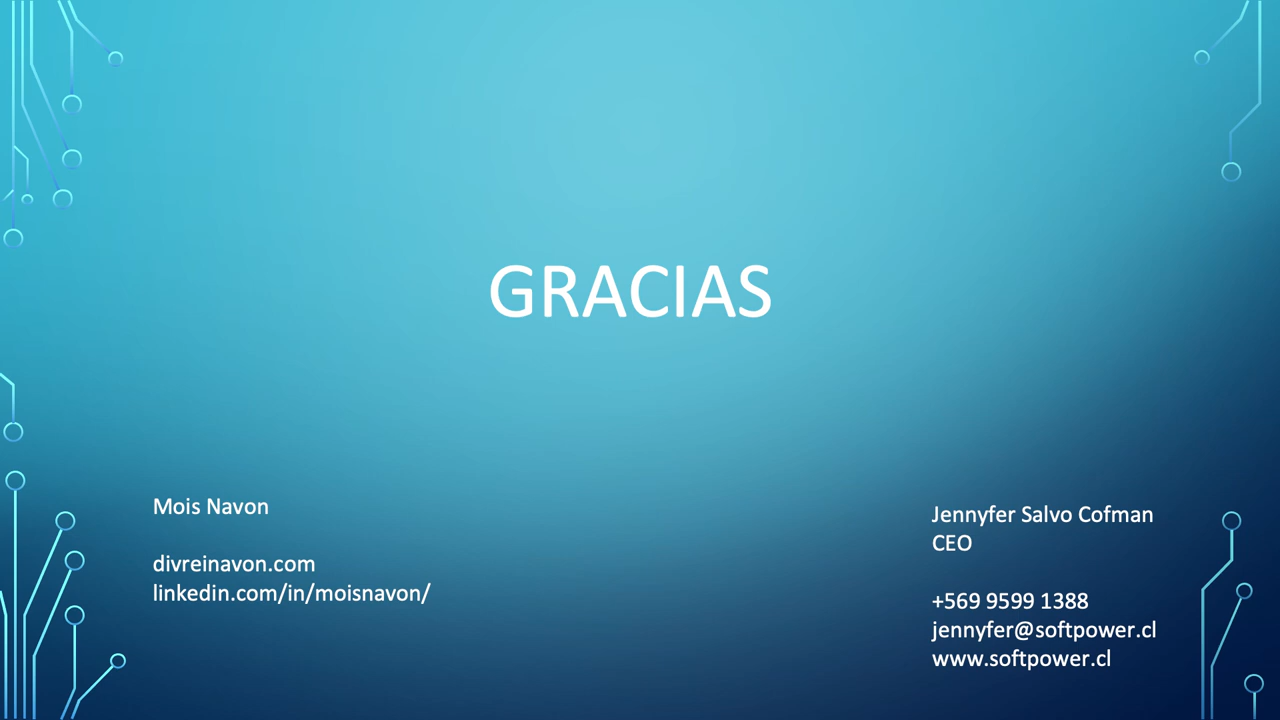 GRACIAS
Mois Navon
divreinavon.com
linkedin.com/in/moisnavon/
Jennyfer Salvo Cofman
CEO
+569 9599 1388
jennyfer@softpower.cl
www.softpower.cl